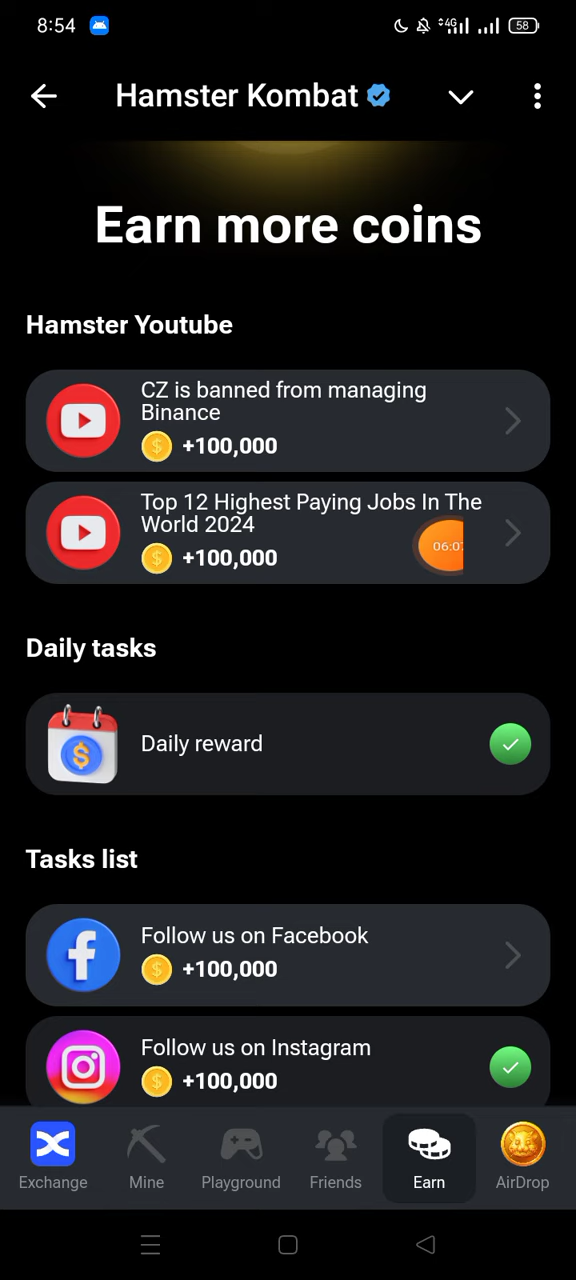 8:54
4G
58
Hamster Kombat
Earn more coins
Hamster Youtube
CZ is banned from managing
Binance
+100,000
Top 12 Highest Paying Jobs In The
World 2024
+100,000
06:07
Daily tasks
Daily reward
Tasks list
Follow us on Facebook
+100,000
Follow us on Instagram
+100,000
Exchange
Mine
Playground
Friends
Earn
AirDrop